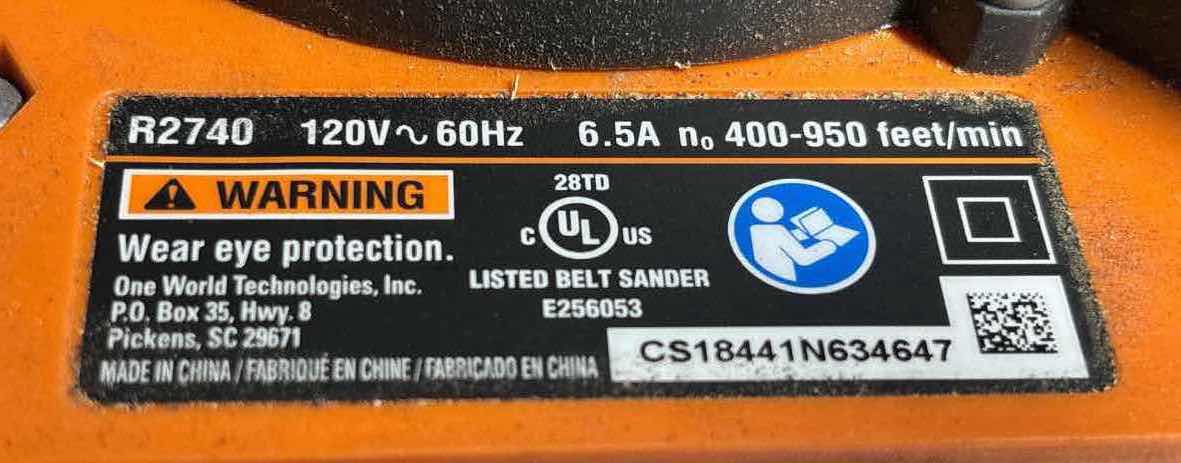 R2740 120V~60Hz 6.5A n₀ 400-950 feet/min
WARNING
Wear eye protection.
One World Technologies, Inc.
P.O. Box 35, Hwy. 8
Pickens, SC 29671
MADE IN CHINA / FABRIQUÉ EN CHINE / FABRICADO EN CHINA
28TD
C UL US
LISTED BELT SANDER
E256053
CS18441N634647